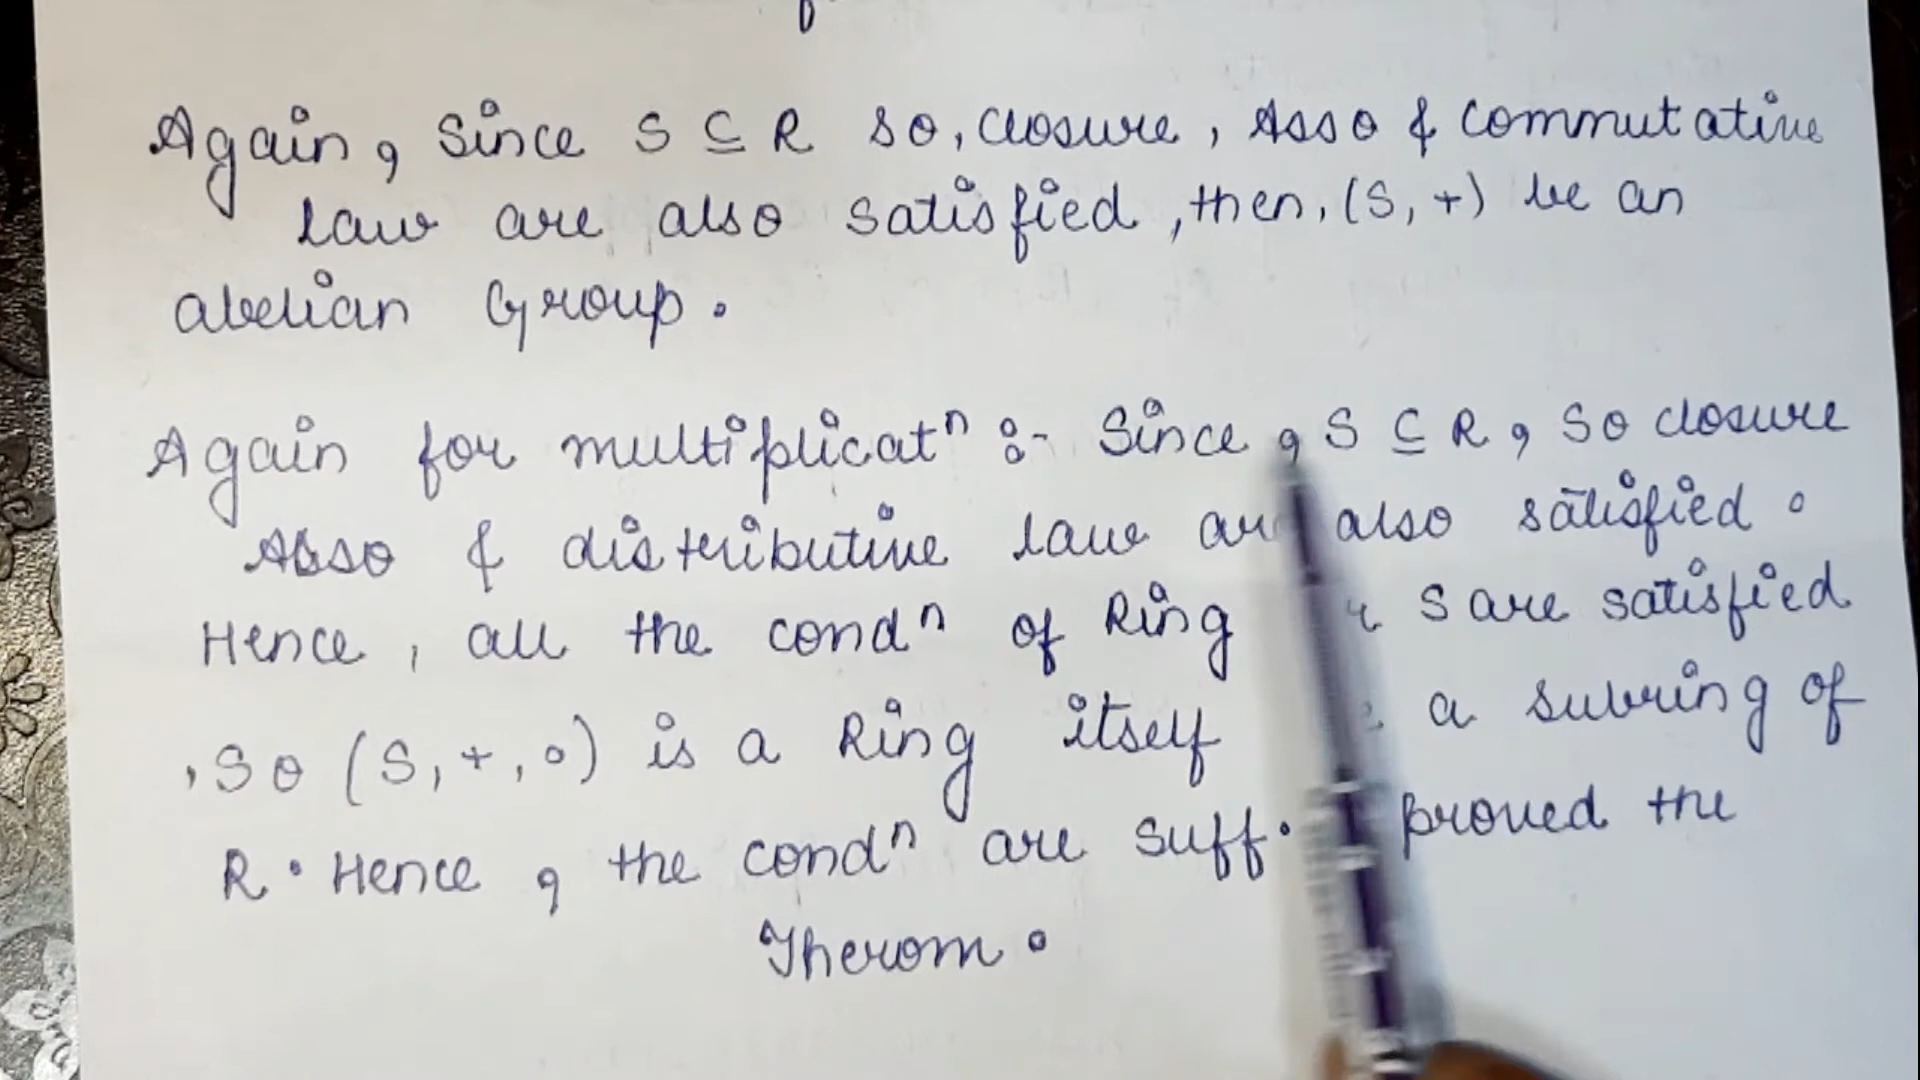 Again, Since S ⊆ R so, closure, Asso & commutative
law are also satisfied, then, (S, +) be an
abelian Group.
Again for multiplicatⁿ :- Since, S ⊆ R, So closure
Asso & distributive law also satisfied.
Hence, all the condⁿ of Ring S are satisfied
, So (S, +, ∘) is a Ring itself a subring of
R. Hence, the condⁿ are suff. proved the
Therom.